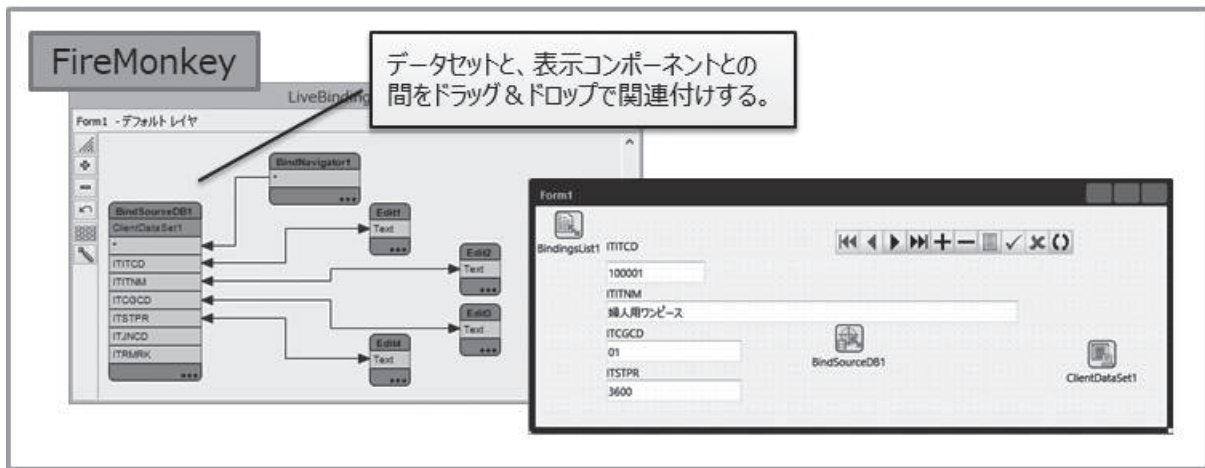 FireMonkey
データセットと、表示コンポーネントとの
間をドラッグ＆ドロップで関連付けする。
LiveBinding
Form1 - デフォルト レイヤ
BindNavigator1
*
BindSourceDB1
ClientDataSet1
*
ITITCD
ITITNM
ITCGCD
ITSTPR
ITJNCD
ITRMRK
Edit1
Text
Edit2
Text
Edit3
Text
Edit4
Text
Form1
BindingsList1
ITITCD
100001
ITITNM
婦人用ワンピース
ITCGCD
01
ITSTPR
3600
BindSourceDB1
ClientDataSet1